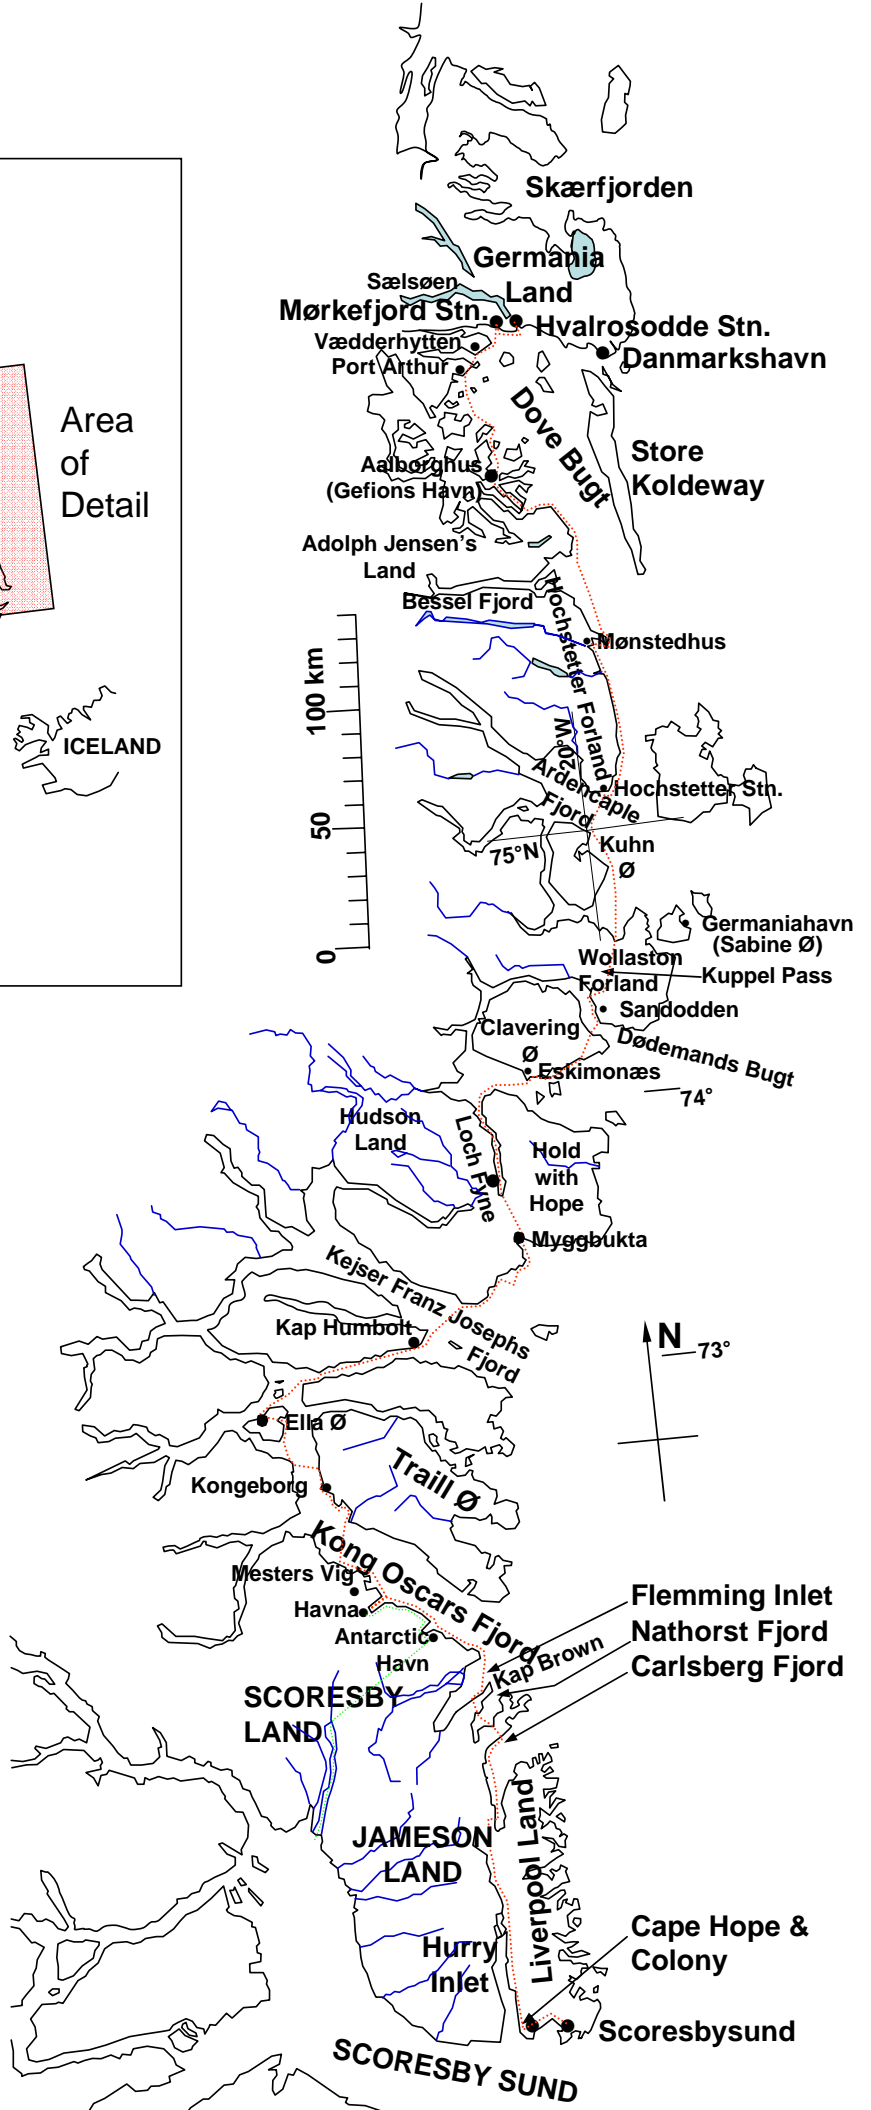 Skærfjorden
Germania
Land
Sælsøen
Mørkefjord Stn.
Hvalrosodde Stn.
Vædderhytten
Danmarkshavn
Port Arthur
Area
of
Detail
Dove Bugt
Store
Koldeway
Aalborghus
(Gefions Havn)
Adolph Jensen's
Land
Bessel Fjord
Hochstetter Forland
Mønstedhus
100 km
50
0
ICELAND
20°W
Ardencaple
Fjord
Hochstetter Stn.
75°N
Kuhn
Ø
Germaniahavn
(Sabine Ø)
Wollaston
Forland
Kuppel Pass
Sandodden
Clavering
Ø
Dødemands Bugt
Eskimonæs
74°
Hudson
Land
Loch Fyne
Hold
with
Hope
Myggbukta
Kejser Franz Josephs
Fjord
Kap Humbolt
N
73°
Ella Ø
Traill Ø
Kongeborg
Kong Oscars Fjord
Mesters Vig
Havna
Antarctic
Havn
Flemming Inlet
Nathorst Fjord
Carlsberg Fjord
Kap Brown
SCORESBY
LAND
Liverpool Land
JAMESON
LAND
Hurry
Inlet
Cape Hope &
Colony
Scoresbysund
SCORESBY SUND